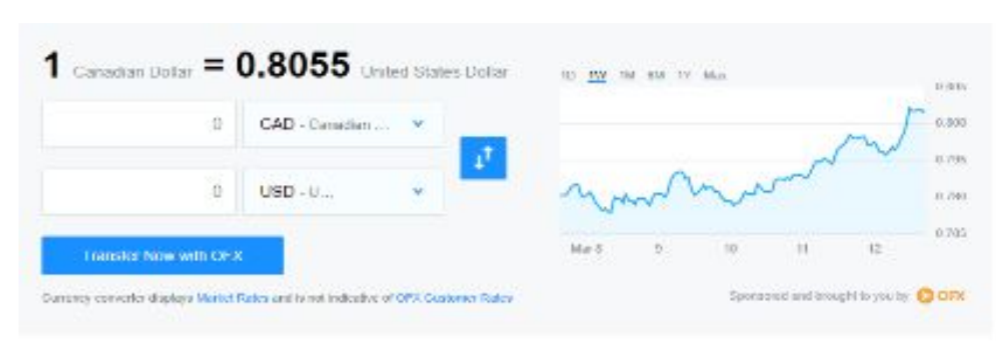 1 Canadian Dollar = 0.8055 United States Dollar
0 CAD - Canadian ...
0 USD - U...
Transfer Now with OFX
Currency converter displays Market Rates and is not indicative of OFX Customer Rates
1D 1W 1M 6M 1Y Max
0.805
0.800
0.795
0.790
0.785
Mar 8 9 10 11 12
Sponsored and brought to you by OFX